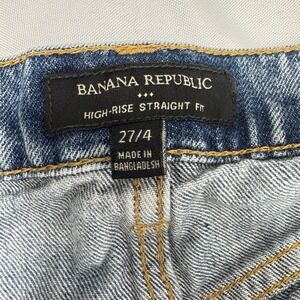 BANANA REPUBLIC
HIGH-RISE STRAIGHT FIT
27/4
MADE IN
BANGLADESH